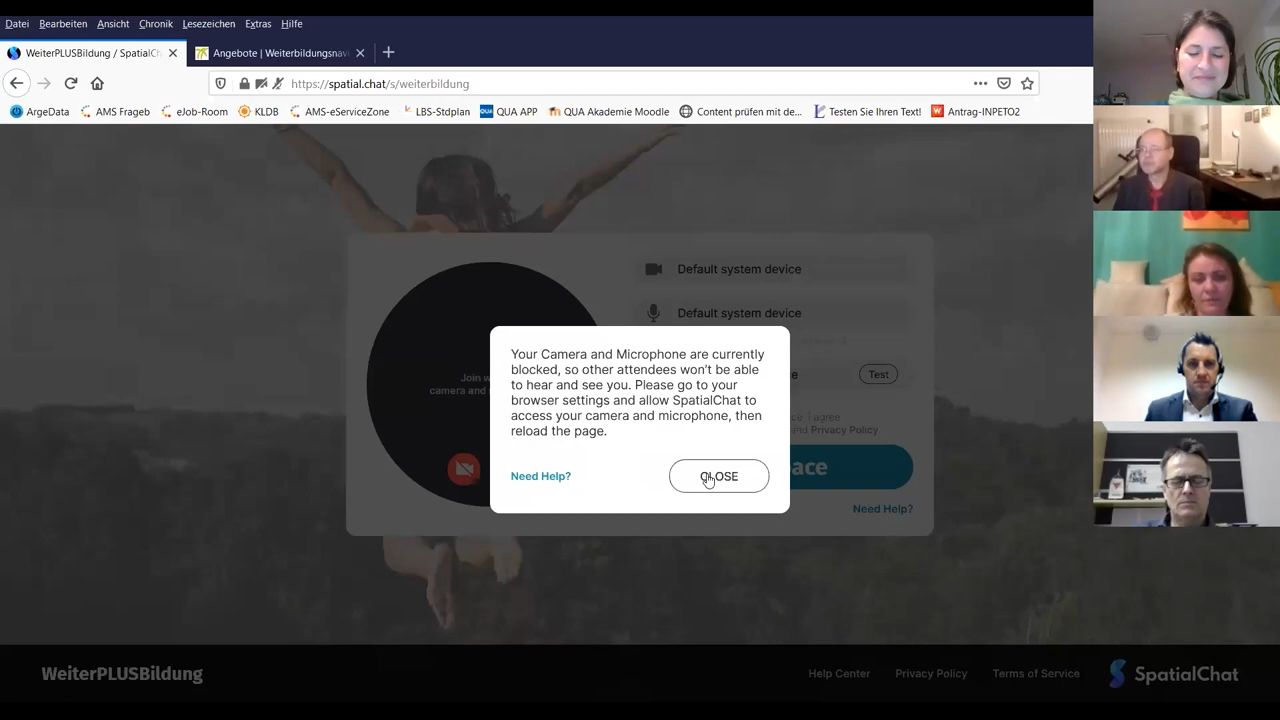 Datei Bearbeiten Ansicht Chronik Lesezeichen Extras Hilfe
WeiterPLUSBildung / SpatialCh
Angebote | Weiterbildungsnavi
https://spatial.chat/s/weiterbildung
ArgeData AMS Frageb eJob-Room KLDB AMS-eServiceZone LBS-Stdplan QUA APP QUA Akademie Moodle Content prüfen mit de... Testen Sie Ihren Text! Antrag-INPETO2
Default system device
Default system device
Your Camera and Microphone are currently
blocked, so other attendees won't be able
to hear and see you. Please go to your
browser settings and allow SpatialChat to
access your camera and microphone, then
reload the page.
Need Help? CLOSE
Join w
camera and
Test
I agree
Privacy Policy
Need Help?
WeiterPLUSBildung
Help Center Privacy Policy Terms of Service SpatialChat